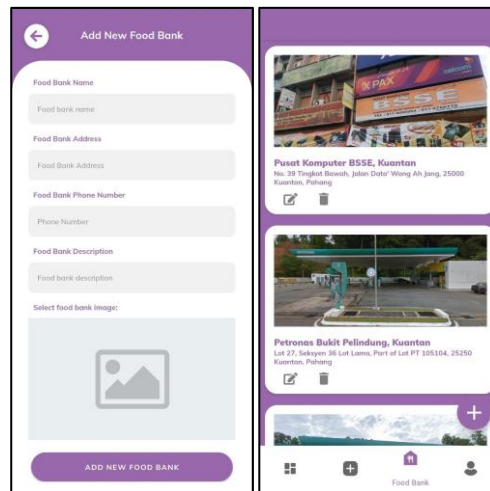 Add New Food Bank
Food Bank Name
Food bank name
Food Bank Address
Food Bank Address
Food Bank Phone Number
Phone Number
Food Bank Description
Food bank description
Select food bank Image:
ADD NEW FOOD BANK
PAX
celcom
BSSE
Pusat Komputer BSSE, Kuantan
No. 39 Tingkat Bawah, Jalan Dato' Wong Ah Jang, 25000
Kuantan, Pahang
Petronas Bukit Pelindung, Kuantan
Lot 27, Seksyen 36 Lot Lama, Part of Lot PT 105104, 25250
Kuantan, Pahang
Food Bank